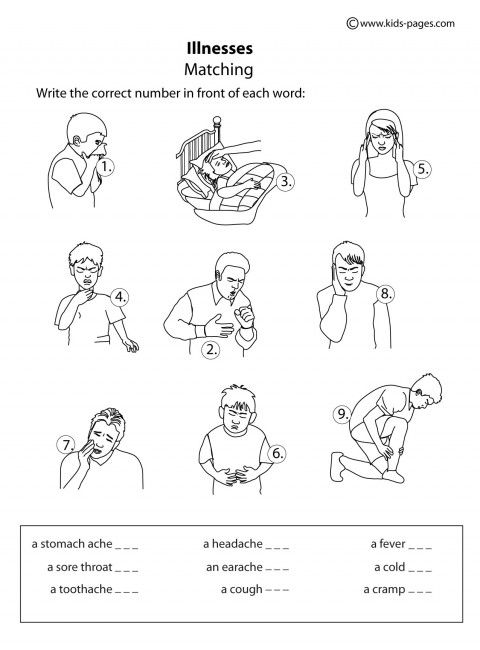 © www.kids-pages.com
Illnesses
Matching
Write the correct number in front of each word:
1.
3.
5.
4.
2.
8.
7.
6.
9.
a stomach ache _ _ _ a headache _ _ _ a fever _ _ _
a sore throat _ _ _ an earache _ _ _ a cold _ _ _
a toothache _ _ _ a cough _ _ _ a cramp _ _ _